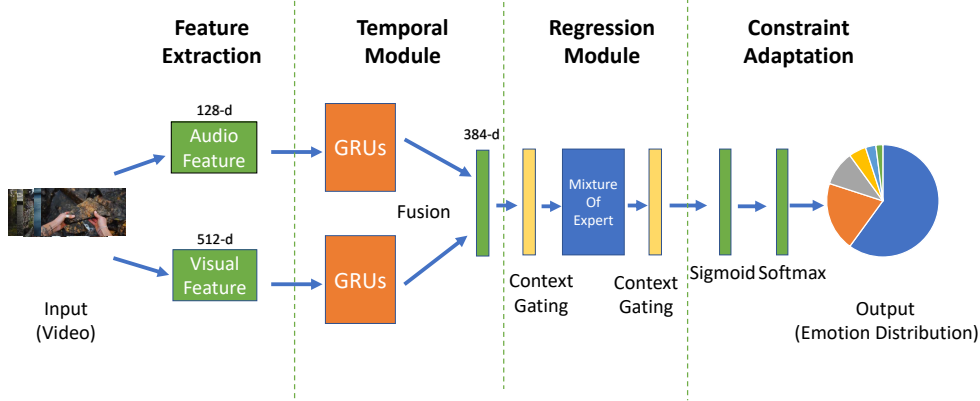 Feature
Extraction
Temporal
Module
Regression
Module
Constraint
Adaptation
128-d
Audio
Feature
GRUs
384-d
Fusion
512-d
Visual
Feature
GRUs
Mixture
Of
Expert
Context
Gating
Context
Gating
Sigmoid
Softmax
Input
(Video)
Output
(Emotion Distribution)